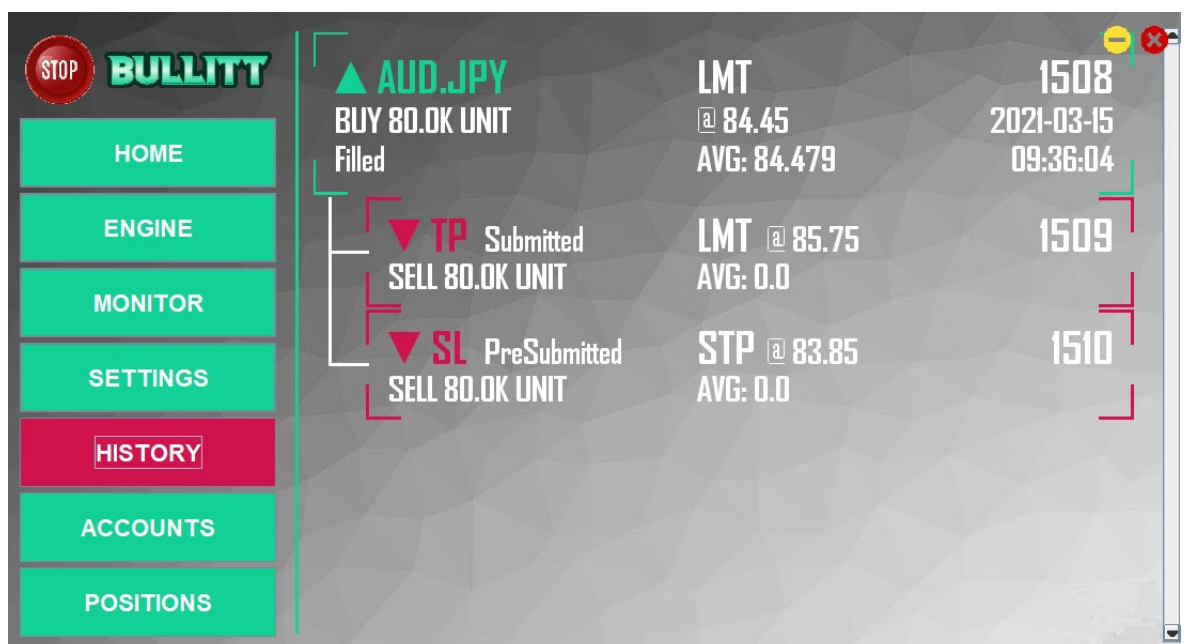 STOP BULLITT
HOME
ENGINE
MONITOR
SETTINGS
HISTORY
ACCOUNTS
POSITIONS
AUD.JPY LMT 1508
BUY 80.0K UNIT @ 84.45 2021-03-15
Filled AVG: 84.479 09:36:04
TP Submitted LMT @ 85.75 1509
SELL 80.0K UNIT AVG: 0.0
SL PreSubmitted STP @ 83.85 1510
SELL 80.0K UNIT AVG: 0.0